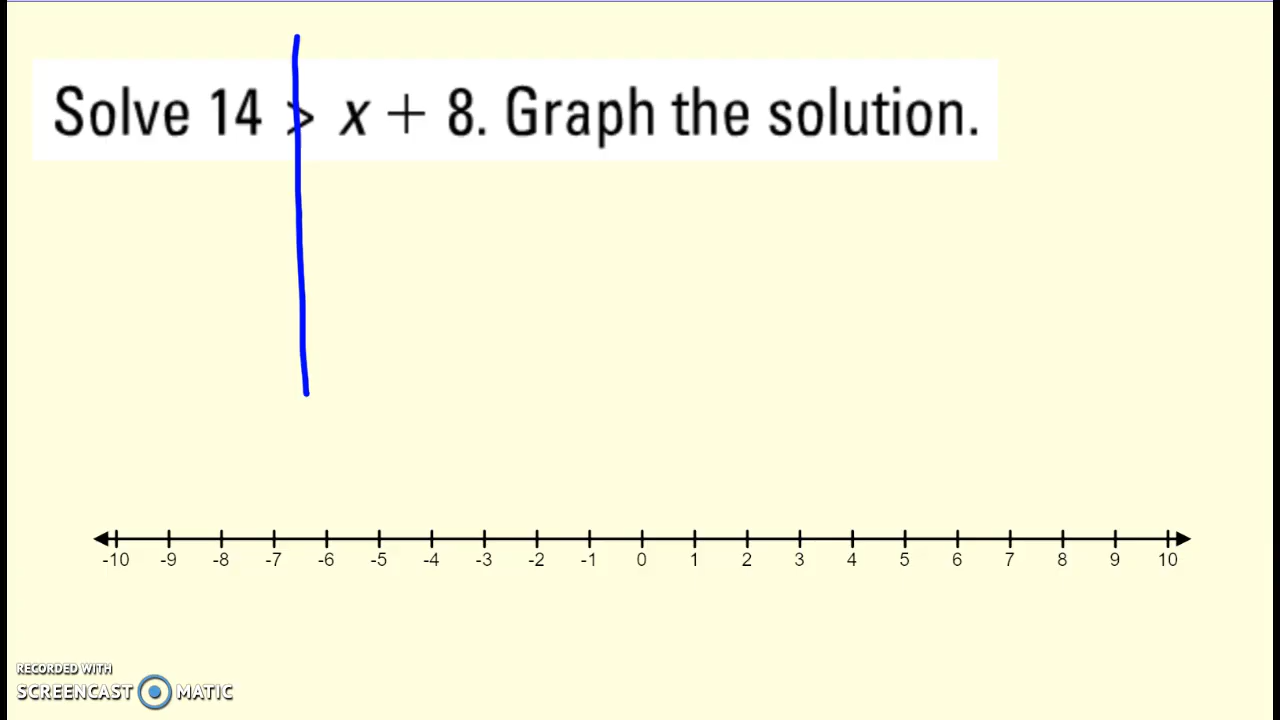 Solve 14 > x + 8. Graph the solution.
-10 -9 -8 -7 -6 -5 -4 -3 -2 -1 0 1 2 3 4 5 6 7 8 9 10
RECORDED WITH
SCREENCAST MATIC